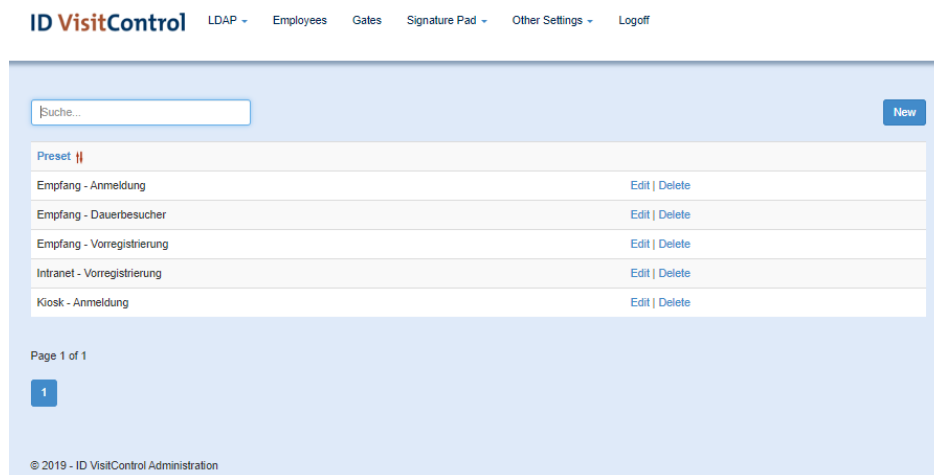 ID VisitControl LDAP Employees Gates Signature Pad Other Settings Logoff
Suche... New
Preset
Empfang - Anmeldung Edit | Delete
Empfang - Dauerbesucher Edit | Delete
Empfang - Vorregistrierung Edit | Delete
Intranet - Vorregistrierung Edit | Delete
Kiosk - Anmeldung Edit | Delete
Page 1 of 1
1
© 2019 - ID VisitControl Administration